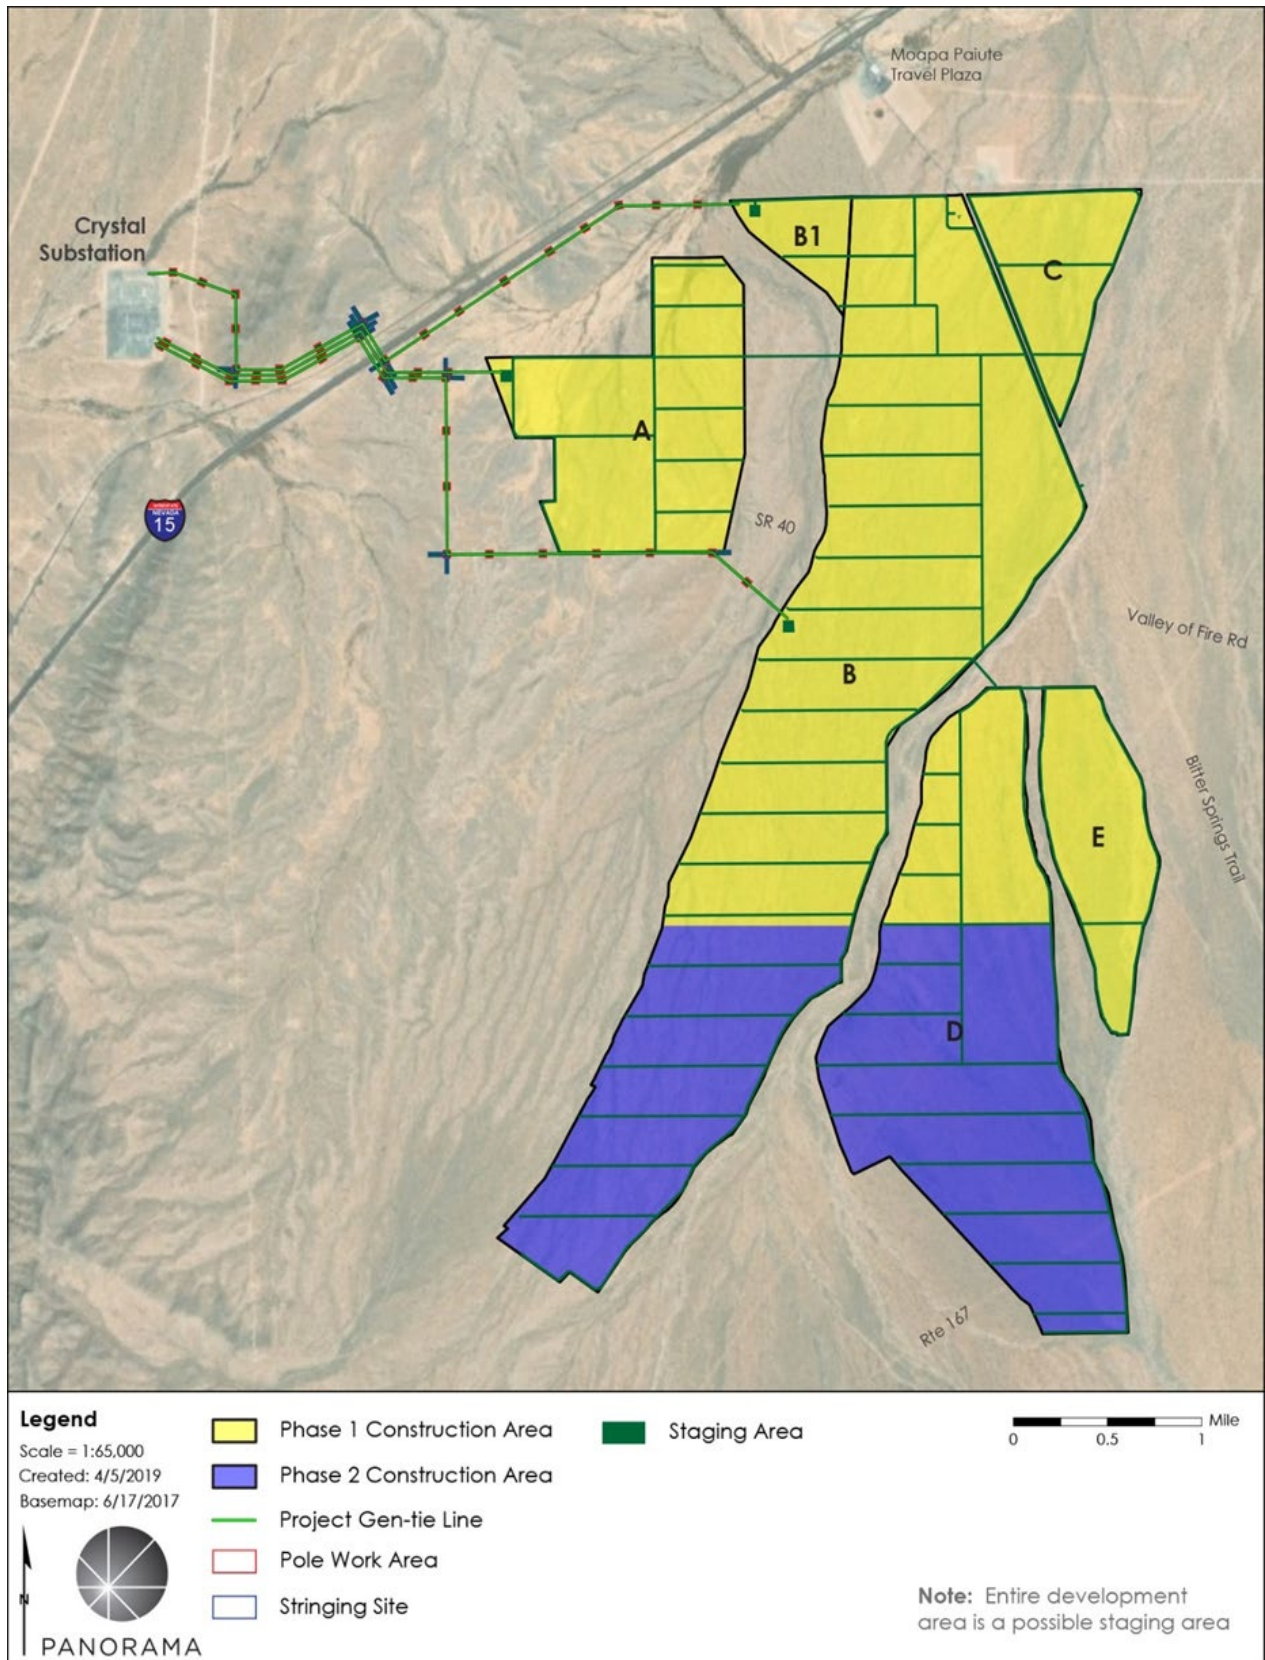 Moapa Paiute
Travel Plaza
Crystal
Substation
B1
C
A
NEVADA
15
SR 40
Valley of Fire Rd
B
Bitter Springs Trail
E
D
Rte 167
Legend
Scale = 1:65,000
Created: 4/5/2019
Basemap: 6/17/2017
N
PANORAMA
Phase 1 Construction Area
Phase 2 Construction Area
Project Gen-tie Line
Pole Work Area
Stringing Site
Staging Area
Mile
0 0.5 1
Note: Entire development
area is a possible staging area